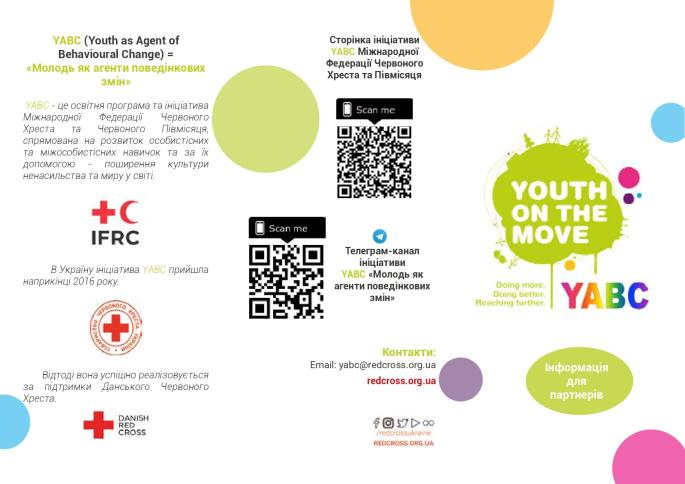 YABC (Youth as Agent of
Behavioural Change) =
«Молодь як агенти поведінкових
змін»
YABC - це освітня програма та ініціатива
Міжнародної Федерації Червоного
Хреста та Червоного Півмісяця,
спрямована на розвиток особистісних
та міжособистісних навичок та за їх
допомогою - поширення культури
ненасильства та миру у світі.
IFRC
В Україну ініціатива YABC прийшла
наприкінці 2016 року.
ТОВАРИСТВО ЧЕРВОНОГО ХРЕСТА УКРАЇНИ
Відтоді вона успішно реалізовується
за підтримки Данського Червоного
Хреста.
DANISH
RED
CROSS
Сторінка ініціативи
YABC Міжнародної
Федерації Червоного
Хреста та Півмісяця
Scan me
Scan me
Телеграм-канал
ініціативи
YABC «Молодь як
агенти поведінкових
змін»
Контакти:
Email: yabc@redcross.org.ua
redcross.org.ua
/redcrossukraine
REDCROSS.ORG.UA
YOUTH
ON THE
MOVE
Doing more.
Doing better.
Reaching further.
YABC
Інформація
для
партнерів